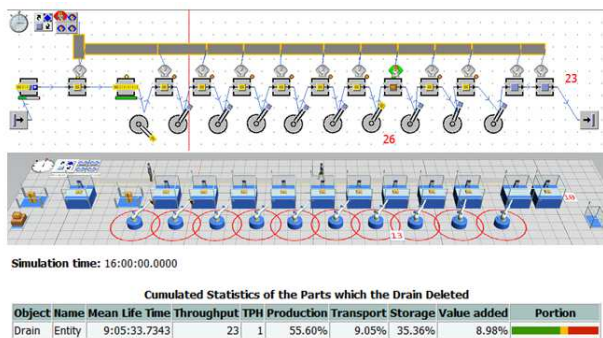 23
26
13
Simulation time: 16:00:00.0000
Cumulated Statistics of the Parts which the Drain Deleted
Object Name Mean Life Time Throughput TPH Production Transport Storage Value added Portion
Drain Entity 9:05:33.7343 23 1 55.60% 9.05% 35.36% 8.98%